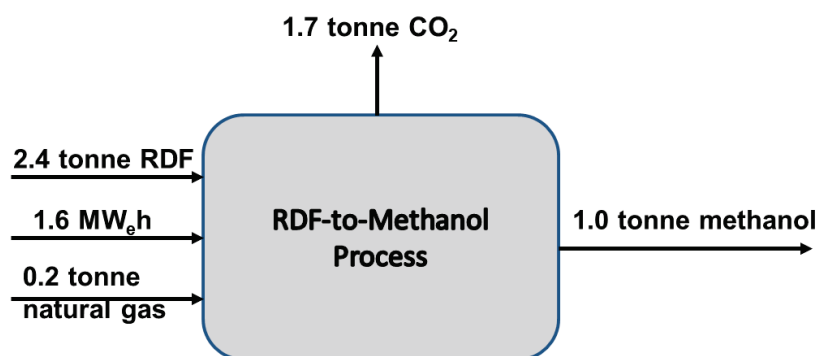 1.7 tonne CO₂
2.4 tonne RDF
1.6 MWₑh
0.2 tonne
natural gas
RDF-to-Methanol
Process
1.0 tonne methanol